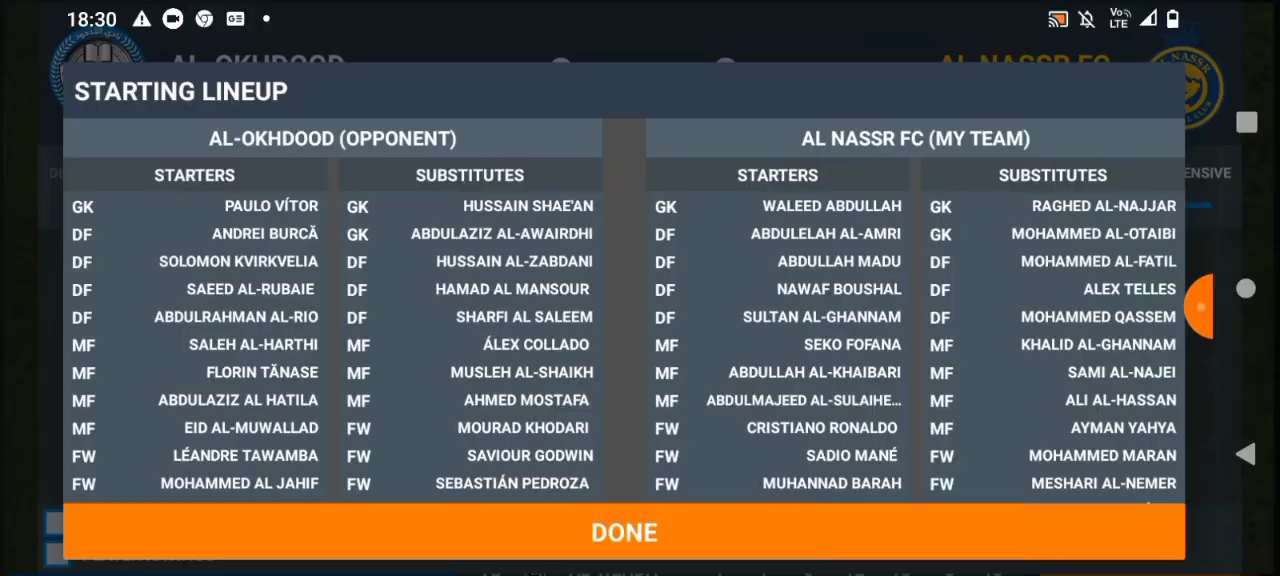 18:30
Vo
LTE
AL-OKHDOOD
AL NASSR FC
STARTING LINEUP
AL-OKHDOOD (OPPONENT) AL NASSR FC (MY TEAM)
STARTERS SUBSTITUTES STARTERS SUBSTITUTES
ENSIVE
GK PAULO VÍTOR GK HUSSAIN SHAE'AN GK WALEED ABDULLAH GK RAGHED AL-NAJJAR
DF ANDREI BURCĂ GK ABDULAZIZ AL-AWAIRDHI DF ABDULELAH AL-AMRI GK MOHAMMED AL-OTAIBI
DF SOLOMON KVIRKVELIA DF HUSSAIN AL-ZABDANI DF ABDULLAH MADU DF MOHAMMED AL-FATIL
DF SAEED AL-RUBAIE DF HAMAD AL MANSOUR DF NAWAF BOUSHAL DF ALEX TELLES
DF ABDULRAHMAN AL-RIO DF SHARFI AL SALEEM DF SULTAN AL-GHANNAM DF MOHAMMED QASSEM
MF SALEH AL-HARTHI MF ÁLEX COLLADO MF SEKO FOFANA MF KHALID AL-GHANNAM
MF FLORIN TĂNASE MF MUSLEH AL-SHAIKH MF ABDULLAH AL-KHAIBARI MF SAMI AL-NAJEI
MF ABDULAZIZ AL HATILA MF AHMED MOSTAFA MF ABDULMAJEED AL-SULAIHE... MF ALI AL-HASSAN
MF EID AL-MUWALLAD FW MOURAD KHODARI FW CRISTIANO RONALDO MF AYMAN YAHYA
FW LÉANDRE TAWAMBA FW SAVIOUR GODWIN FW SADIO MANÉ FW MOHAMMED MARAN
FW MOHAMMED AL JAHIF FW SEBASTIÁN PEDROZA FW MUHANNAD BARAH FW MESHARI AL-NEMER
DONE